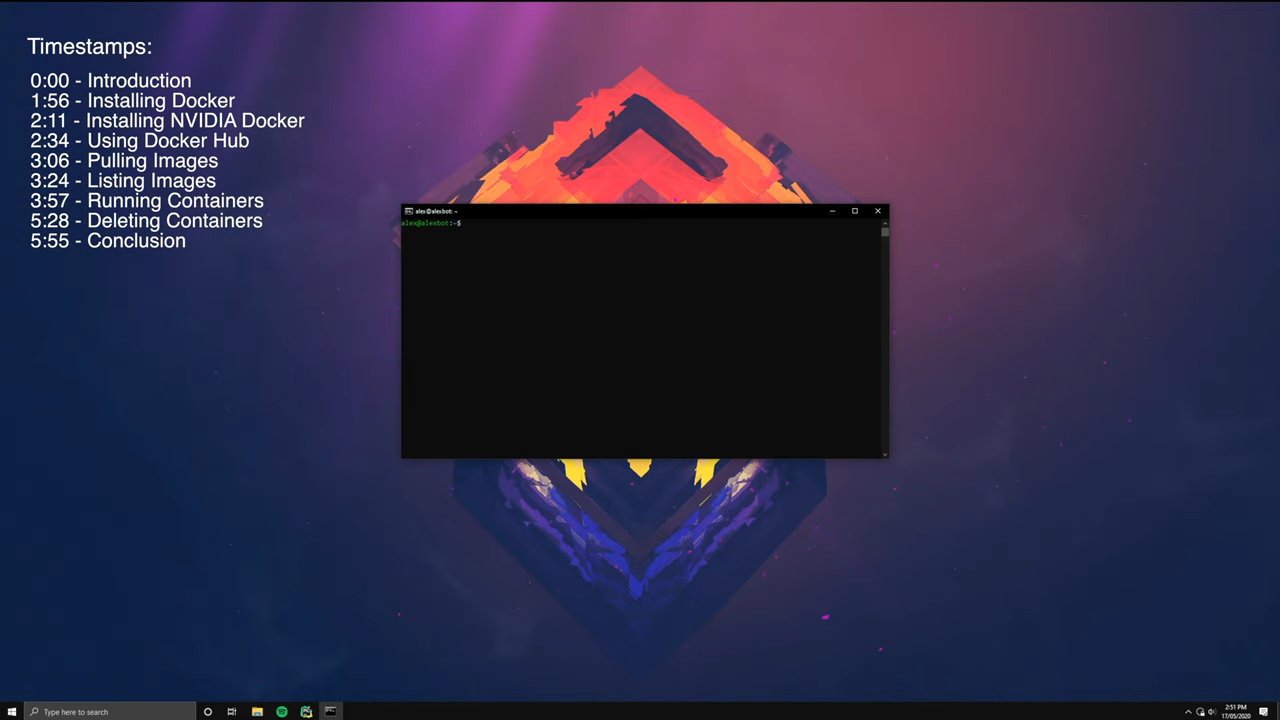 Timestamps:
0:00 - Introduction
1:56 - Installing Docker
2:11 - Installing NVIDIA Docker
2:34 - Using Docker Hub
3:06 - Pulling Images
3:24 - Listing Images
3:57 - Running Containers
5:28 - Deleting Containers
5:55 - Conclusion
alex@alexbot: ~
alex@alexbot:~$
Type here to search
2:51 PM
17/05/2020